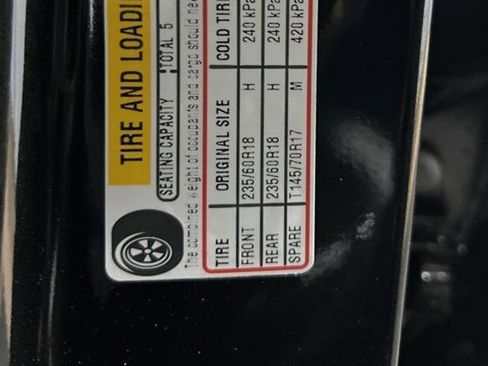 TIRE AND LOADI
SEATING CAPACITY TOTAL 5
The combined weight of occupants and cargo should ne
TIRE ORIGINAL SIZE COLD TIR
FRONT 235/60R18 H 240 kPa
REAR 235/60R18 H 240 kPa
SPARE T145/70R17 M 420 kPa